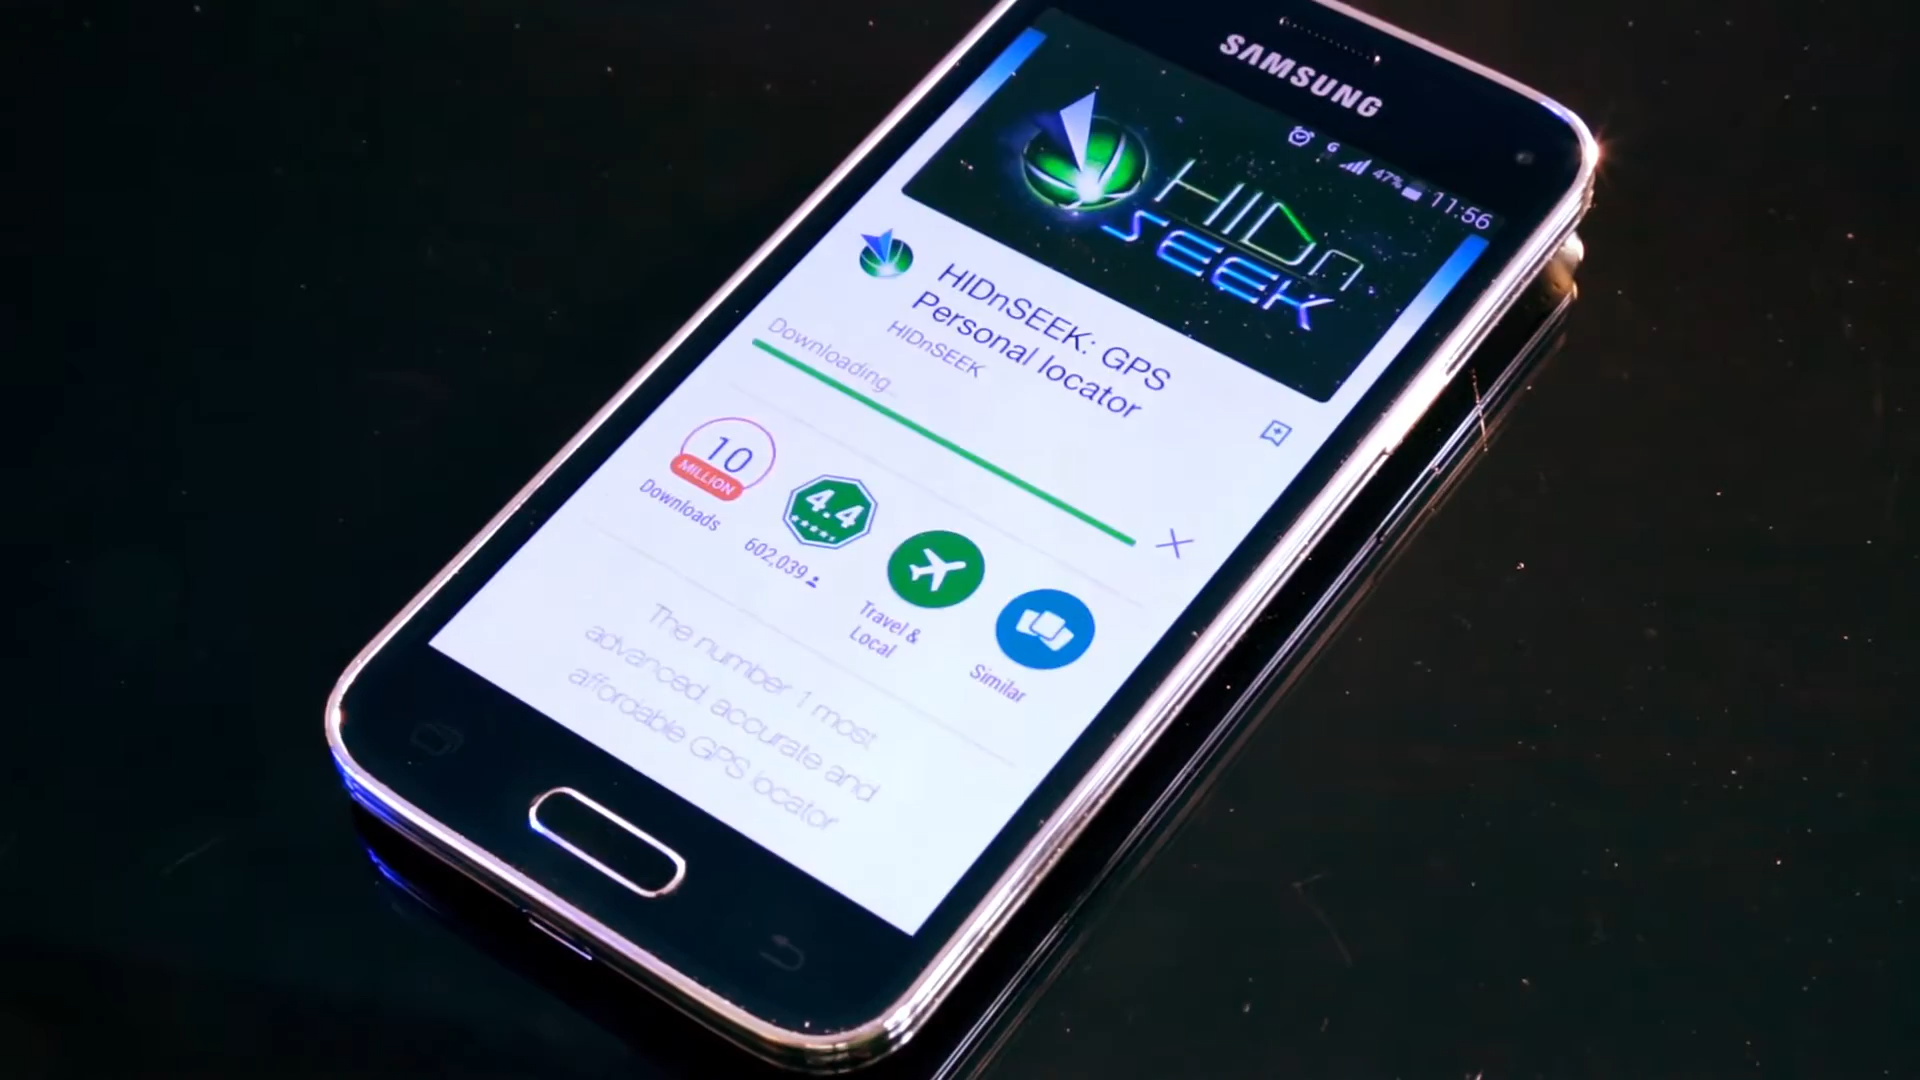 SAMSUNG
G 47% 11:56
HIDn
SEEK
HIDnSEEK: GPS
Personal locator
HIDnSEEK
Downloading...
10
MILLION
Downloads
4.4
602,039
Travel &
Local
Similar
The number 1 most
advanced, accurate and
affordable GPS locator